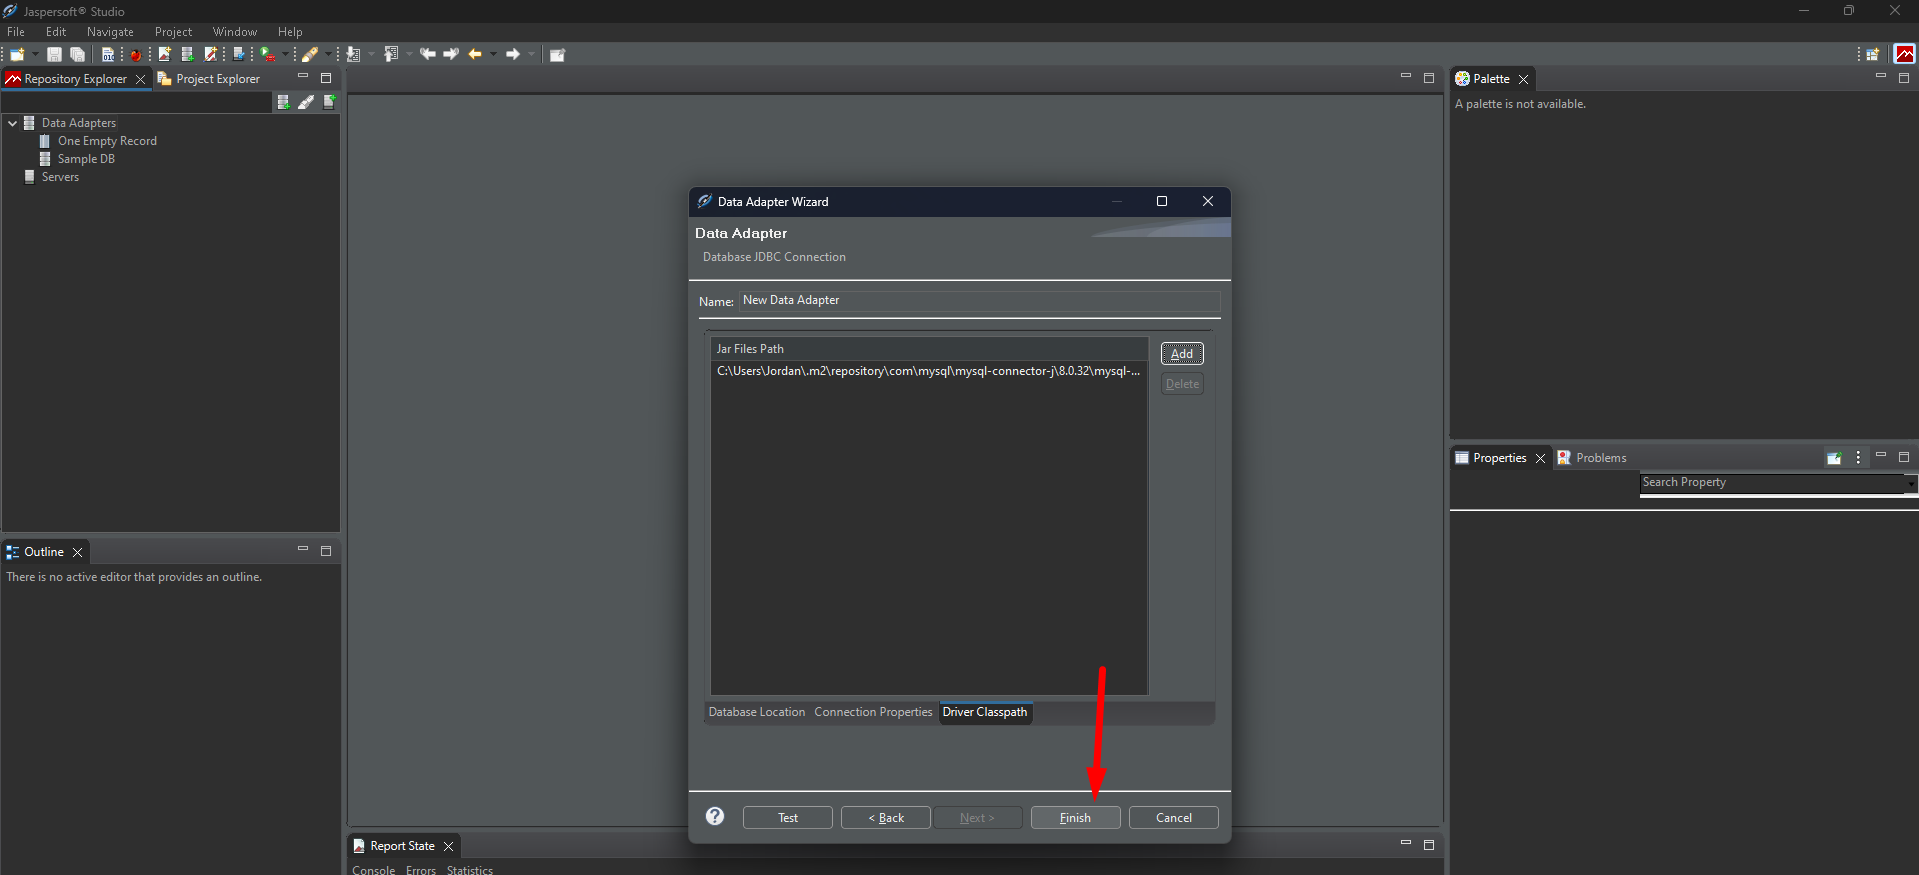 Jaspersoft® Studio
File Edit Navigate Project Window Help
Repository Explorer
Project Explorer
Data Adapters
One Empty Record
Sample DB
Servers
Outline
There is no active editor that provides an outline.
Data Adapter Wizard
Data Adapter
Database JDBC Connection
Name: New Data Adapter
Jar Files Path
C:\Users\Jordan\.m2\repository\com\mysql\mysql-connector-j\8.0.32\mysql-...
Add
Delete
Database Location Connection Properties Driver Classpath
? Test < Back Next > Finish Cancel
Report State
Console Errors Statistics
Palette
A palette is not available.
Properties
Problems
Search Property